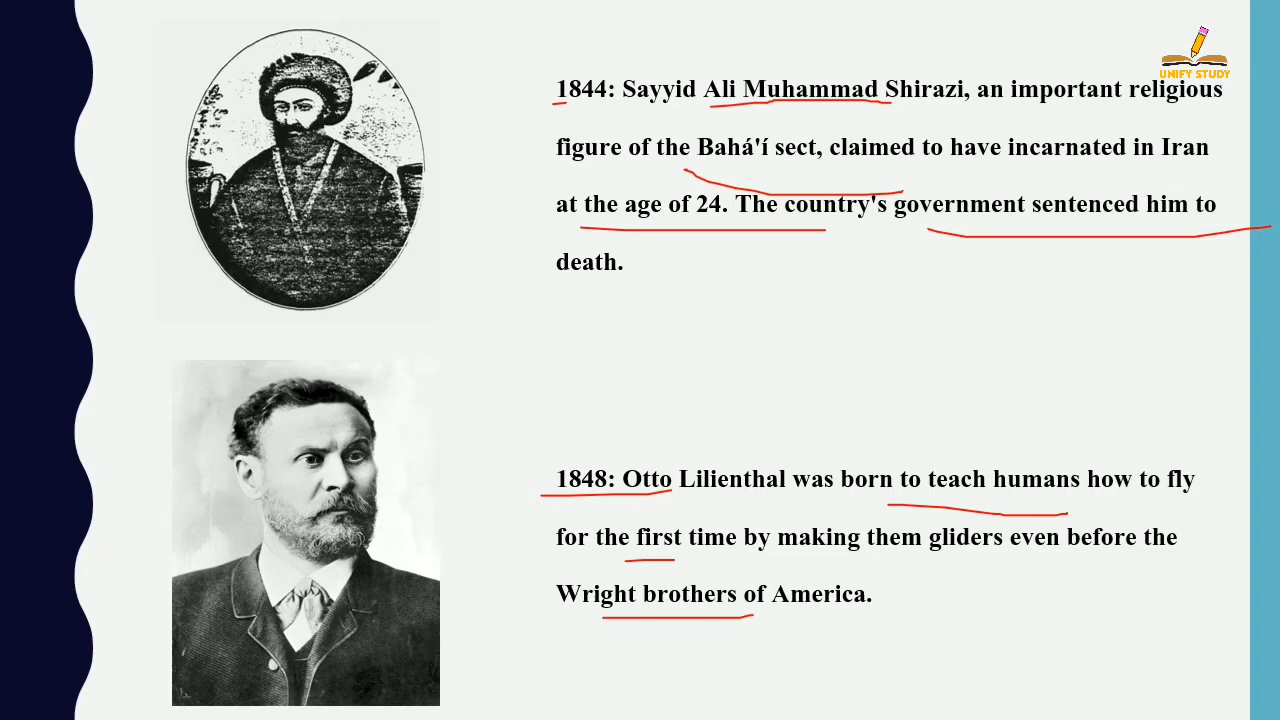 UNIFY STUDY
1844: Sayyid Ali Muhammad Shirazi, an important religious
figure of the Bahá'í sect, claimed to have incarnated in Iran
at the age of 24. The country's government sentenced him to
death.
1848: Otto Lilienthal was born to teach humans how to fly
for the first time by making them gliders even before the
Wright brothers of America.